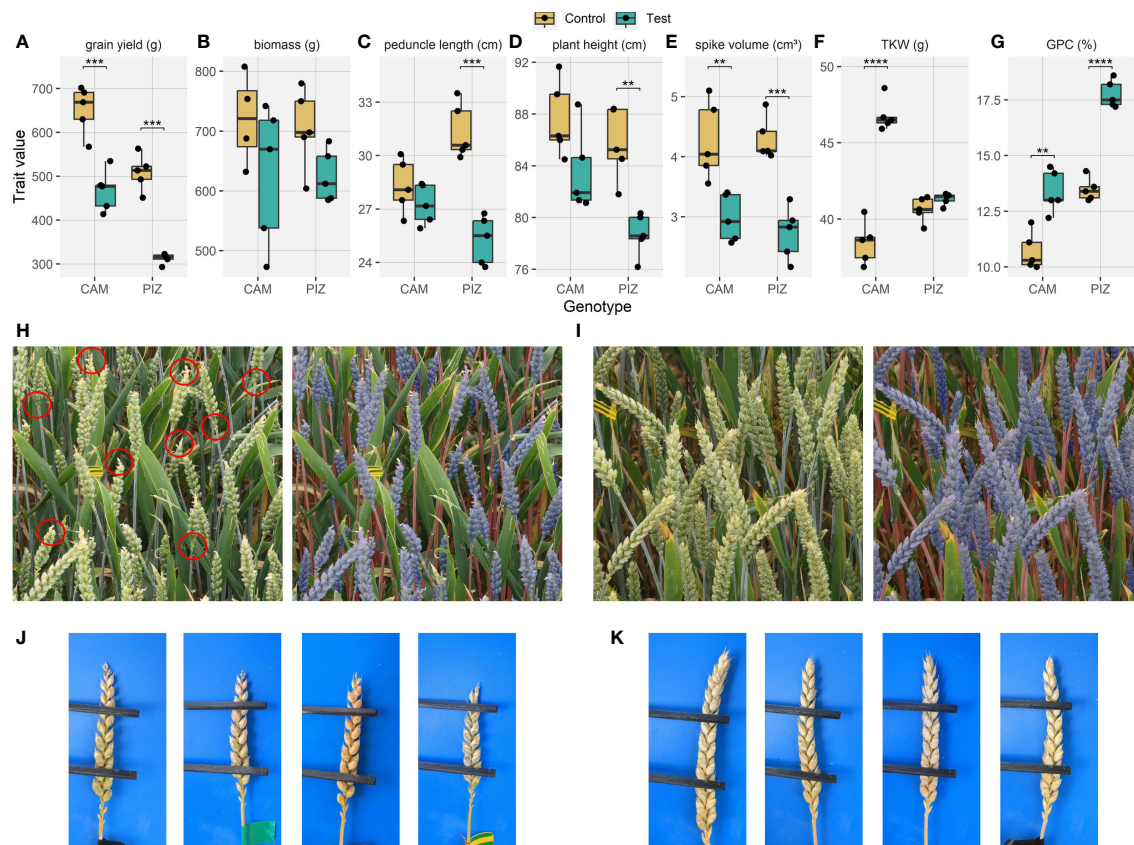 Control Test
A B C D E F G
grain yield (g) biomass (g) peduncle length (cm) plant height (cm) spike volume (cm³) TKW (g) GPC (%)
*** *** *** ** ** *** **** ** ****
Trait value
700 600 500 400 300
800 700 600 500
33 30 27 24
92 88 84 80 76
5 4 3
50 45 40
17.5 15.0 12.5 10.0
CAM PIZ CAM PIZ CAM PIZ CAM PIZ CAM PIZ CAM PIZ CAM PIZ
Genotype
H I
J K